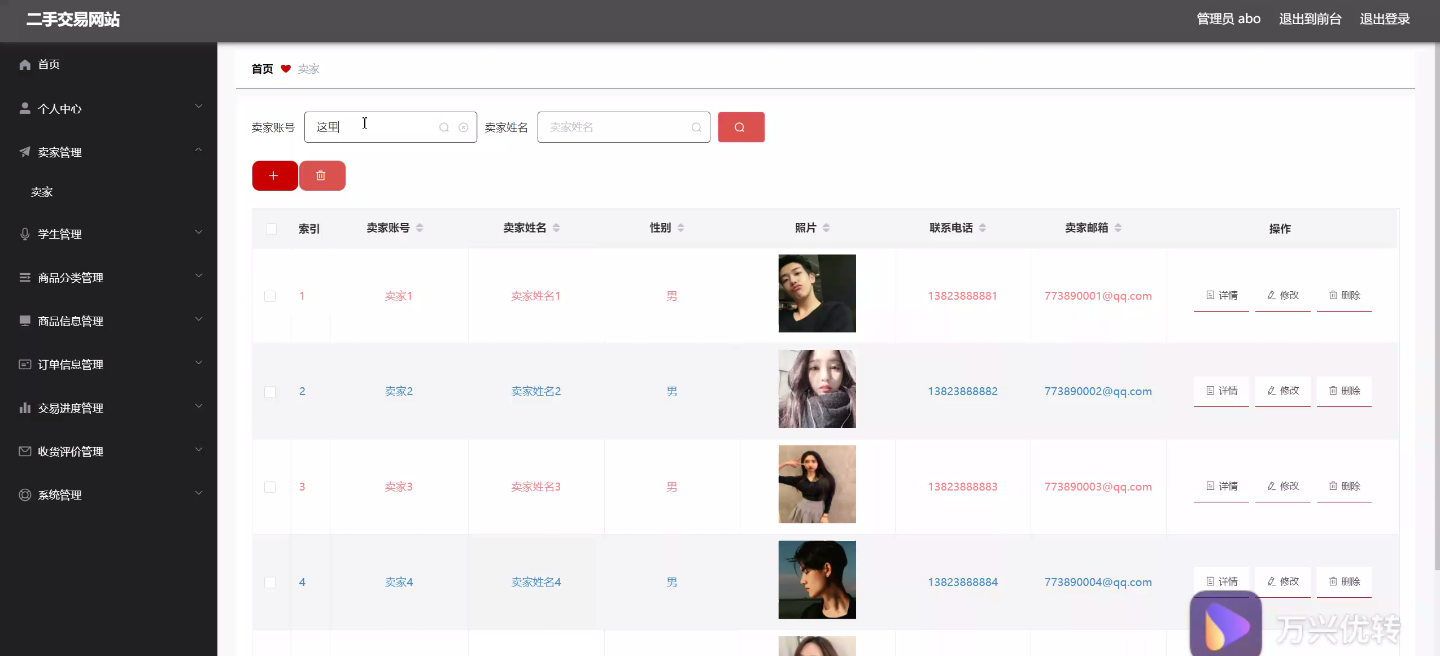 二手交易网站
管理员 abo 退出到前台 退出登录
首页
个人中心
卖家管理
卖家
学生管理
商品分类管理
商品信息管理
订单信息管理
交易进度管理
收货评价管理
系统管理
首页 卖家
卖家账号 这里 卖家姓名 卖家姓名
索引 卖家账号 卖家姓名 性别 照片 联系电话 卖家邮箱 操作
1 卖家1 卖家姓名1 男 13823888881 773890001@qq.com 详情 修改 删除
2 卖家2 卖家姓名2 男 13823888882 773890002@qq.com 详情 修改 删除
3 卖家3 卖家姓名3 男 13823888883 773890003@qq.com 详情 修改 删除
4 卖家4 卖家姓名4 男 13823888884 773890004@qq.com 详情 修改 删除
万兴优转